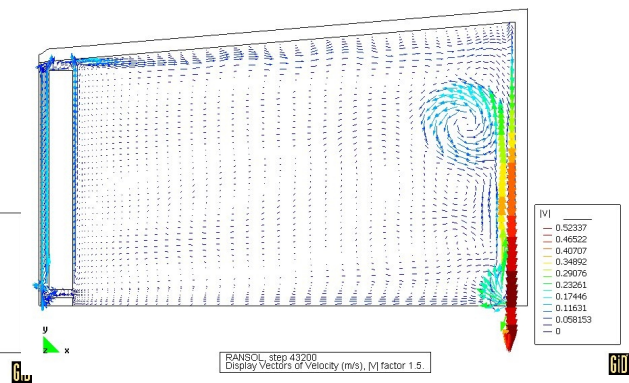 |V|
0.52337
0.46522
0.40707
0.34892
0.29076
0.23261
0.17446
0.11631
0.058153
0
y
z x
RANSOL, step 43200
Display Vectors of Velocity (m/s), |V| factor 1.5.
GiD
GiD